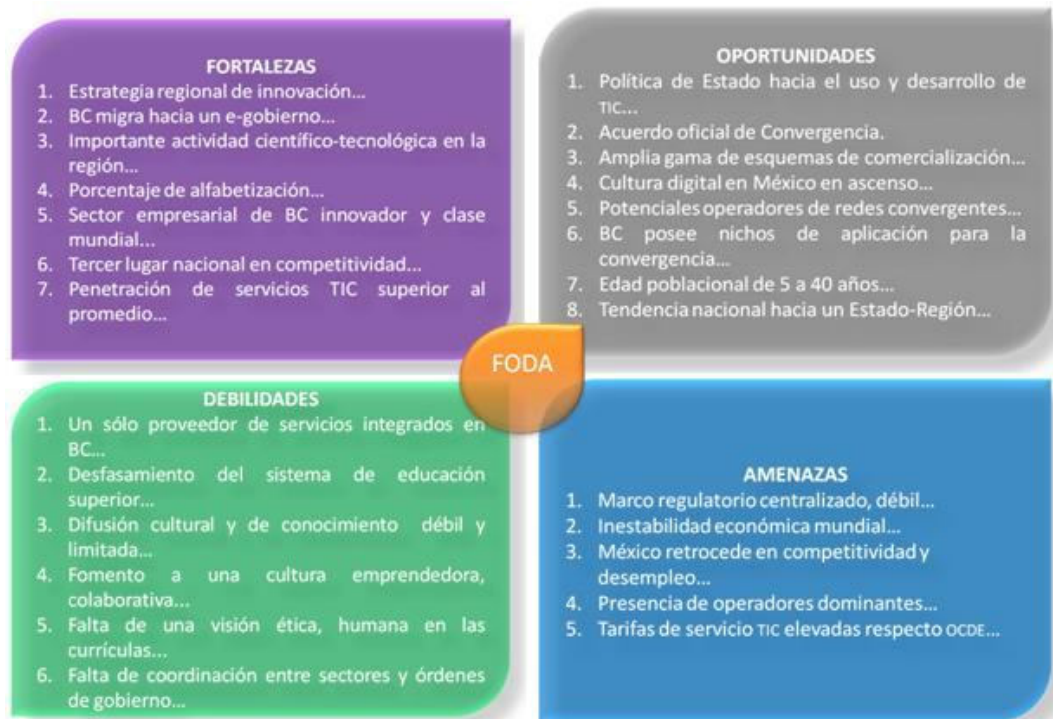 FORTALEZAS
1. Estrategia regional de innovación...
2. BC migra hacia un e-gobierno...
3. Importante actividad científico-tecnológica en la
región...
4. Porcentaje de alfabetización...
5. Sector empresarial de BC innovador y clase
mundial...
6. Tercer lugar nacional en competitividad...
7. Penetración de servicios TIC superior al
promedio...
OPORTUNIDADES
1. Política de Estado hacia el uso y desarrollo de
TIC...
2. Acuerdo oficial de Convergencia.
3. Amplia gama de esquemas de comercialización...
4. Cultura digital en México en ascenso...
5. Potenciales operadores de redes convergentes...
6. BC posee nichos de aplicación para la
convergencia...
7. Edad poblacional de 5 a 40 años...
8. Tendencia nacional hacia un Estado-Región...
FODA
DEBILIDADES
1. Un sólo proveedor de servicios integrados en
BC...
2. Desfasamiento del sistema de educación
superior...
3. Difusión cultural y de conocimiento débil y
limitada...
4. Fomento a una cultura emprendedora,
colaborativa...
5. Falta de una visión ética, humana en las
currículas...
6. Falta de coordinación entre sectores y órdenes
de gobierno...
AMENAZAS
1. Marco regulatorio centralizado, débil...
2. Inestabilidad económica mundial...
3. México retrocede en competitividad y
desempleo...
4. Presencia de operadores dominantes...
5. Tarifas de servicio TIC elevadas respecto OCDE...